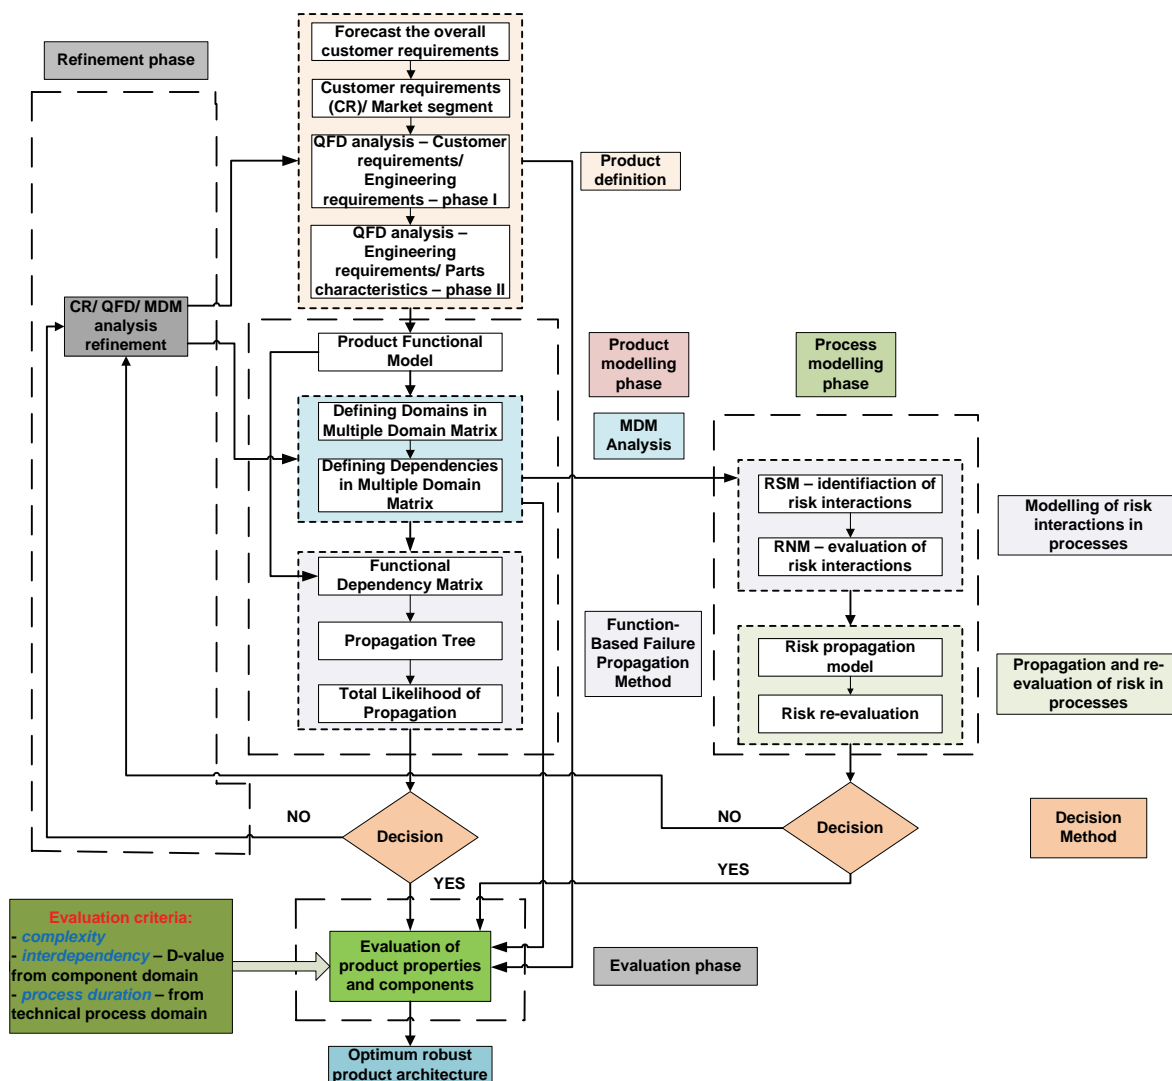 Forecast the overall
customer requirements
Refinement phase
Customer requirements
(CR)/ Market segment
QFD analysis – Customer
requirements/
Engineering
requirements – phase I
Product
definition
QFD analysis –
Engineering
requirements/ Parts
characteristics – phase II
CR/ QFD/ MDM
analysis
refinement
Product Functional
Model
Product
modelling
phase
Process
modelling
phase
Defining Domains in
Multiple Domain Matrix
MDM
Analysis
Defining Dependencies
in Multiple Domain
Matrix
RSM – identifiaction of
risk interactions
Modelling of risk
interactions in
processes
RNM – evaluation of
risk interactions
Functional
Dependency Matrix
Function-
Based Failure
Propagation
Method
Propagation Tree
Risk propagation
model
Propagation and re-
evaluation of risk in
processes
Total Likelihood of
Propagation
Risk re-evaluation
NO
Decision
NO
Decision
Decision
Method
YES
YES
Evaluation criteria:
- complexity
- interdependency – D-value
from component domain
- process duration – from
technical process domain
Evaluation of
product properties
and components
Evaluation phase
Optimum robust
product architecture